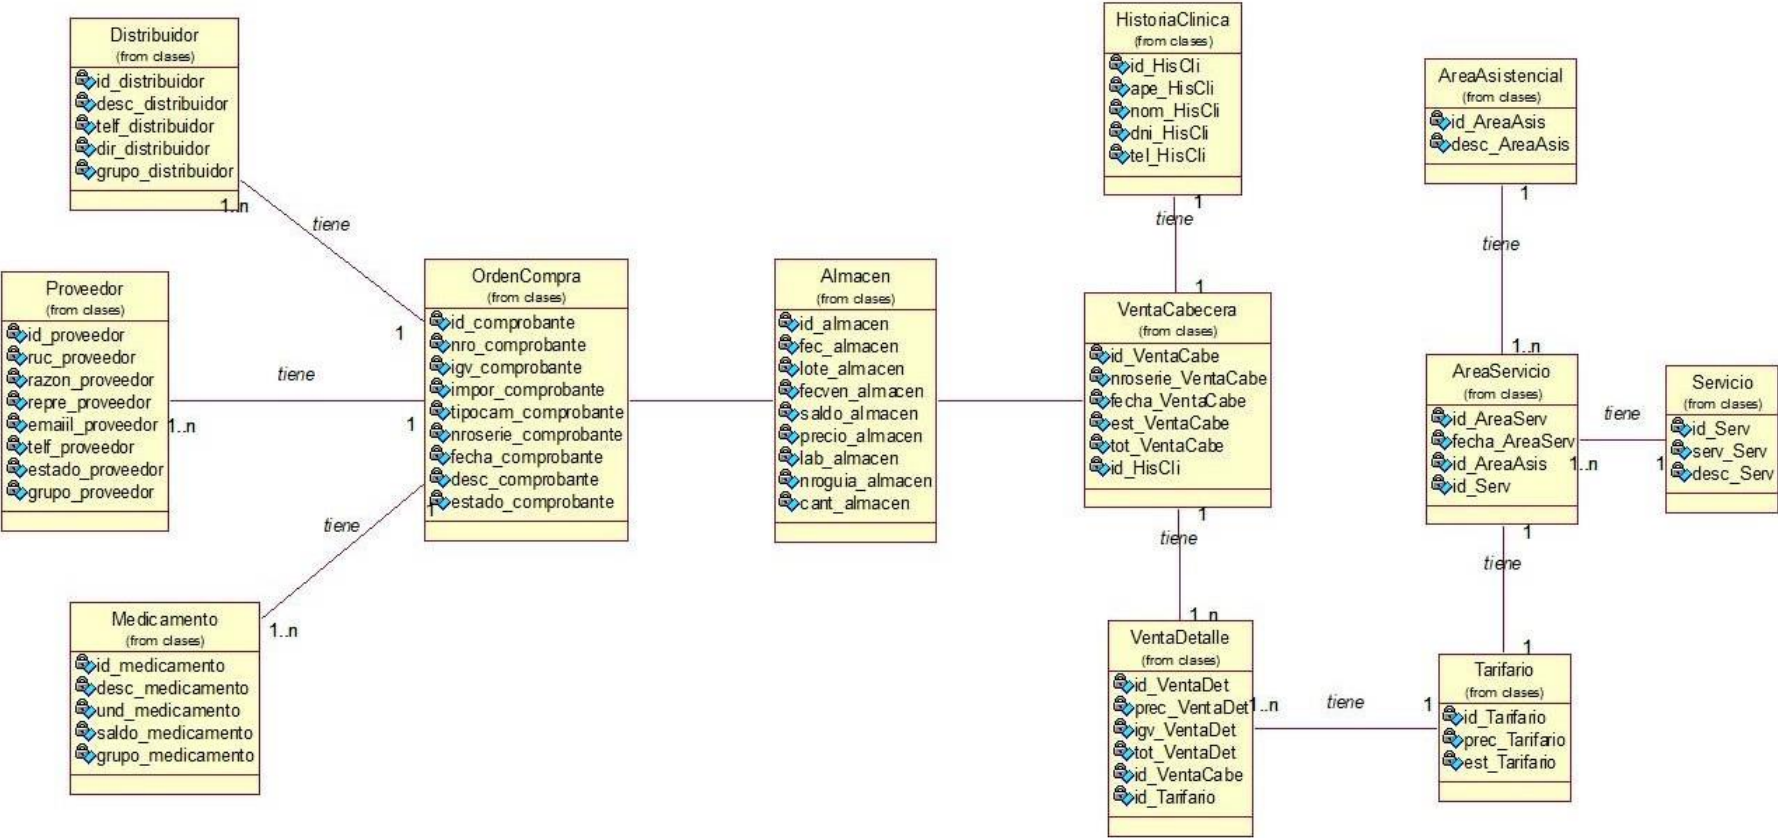 Distribuidor
(from clases)
id_distribuidor
desc_distribuidor
telf_distribuidor
dir_distribuidor
grupo_distribuidor
1..n
tiene
1
Proveedor
(from clases)
id_proveedor
ruc_proveedor
razon_proveedor
repre_proveedor
emaiil_proveedor
telf_proveedor
estado_proveedor
grupo_proveedor
1..n
tiene
1
Medicamento
(from clases)
id_medicamento
desc_medicamento
und_medicamento
saldo_medicamento
grupo_medicamento
1..n
tiene
1
OrdenCompra
(from clases)
id_comprobante
nro_comprobante
igv_comprobante
impor_comprobante
tipocam_comprobante
nroserie_comprobante
fecha_comprobante
desc_comprobante
estado_comprobante
Almacen
(from clases)
id_almacen
fec_almacen
lote_almacen
fecven_almacen
saldo_almacen
precio_almacen
lab_almacen
nroguia_almacen
cant_almacen
HistoriaClinica
(from clases)
id_HisCli
ape_HisCli
nom_HisCli
dni_HisCli
tel_HisCli
1
tiene
1
VentaCabecera
(from clases)
id_VentaCabe
nroserie_VentaCabe
fecha_VentaCabe
est_VentaCabe
tot_VentaCabe
id_HisCli
1
tiene
1..n
VentaDetalle
(from clases)
id_VentaDet
prec_VentaDet
igv_VentaDet
tot_VentaDet
id_VentaCabe
id_Tarifario
1..n
tiene
1
AreaAsistencial
(from clases)
id_AreaAsis
desc_AreaAsis
1
tiene
1..n
AreaServicio
(from clases)
id_AreaServ
fecha_AreaServ
id_AreaAsis
id_Serv
1..n
tiene
1
Servicio
(from clases)
id_Serv
serv_Serv
desc_Serv
1
tiene
1
Tarifario
(from clases)
id_Tarifario
prec_Tarifario
est_Tarifario